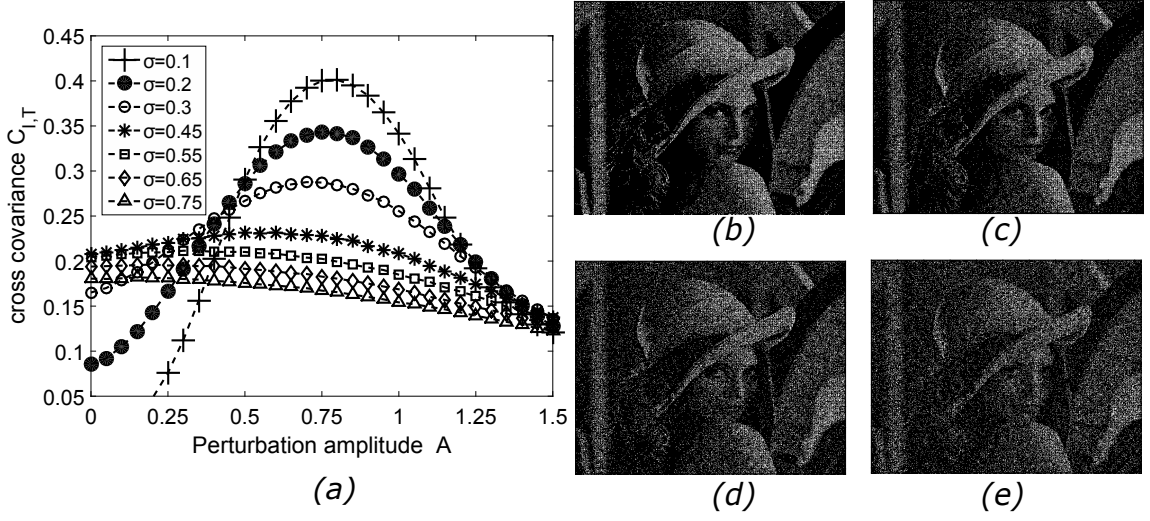 0.45
0.4
0.35
0.3
0.25
0.2
0.15
0.1
0.05
cross covariance C_{I,T}
σ=0.1
σ=0.2
σ=0.3
σ=0.45
σ=0.55
σ=0.65
σ=0.75
0 0.25 0.5 0.75 1 1.25 1.5
Perturbation amplitude A
(a)
(b) (c)
(d) (e)